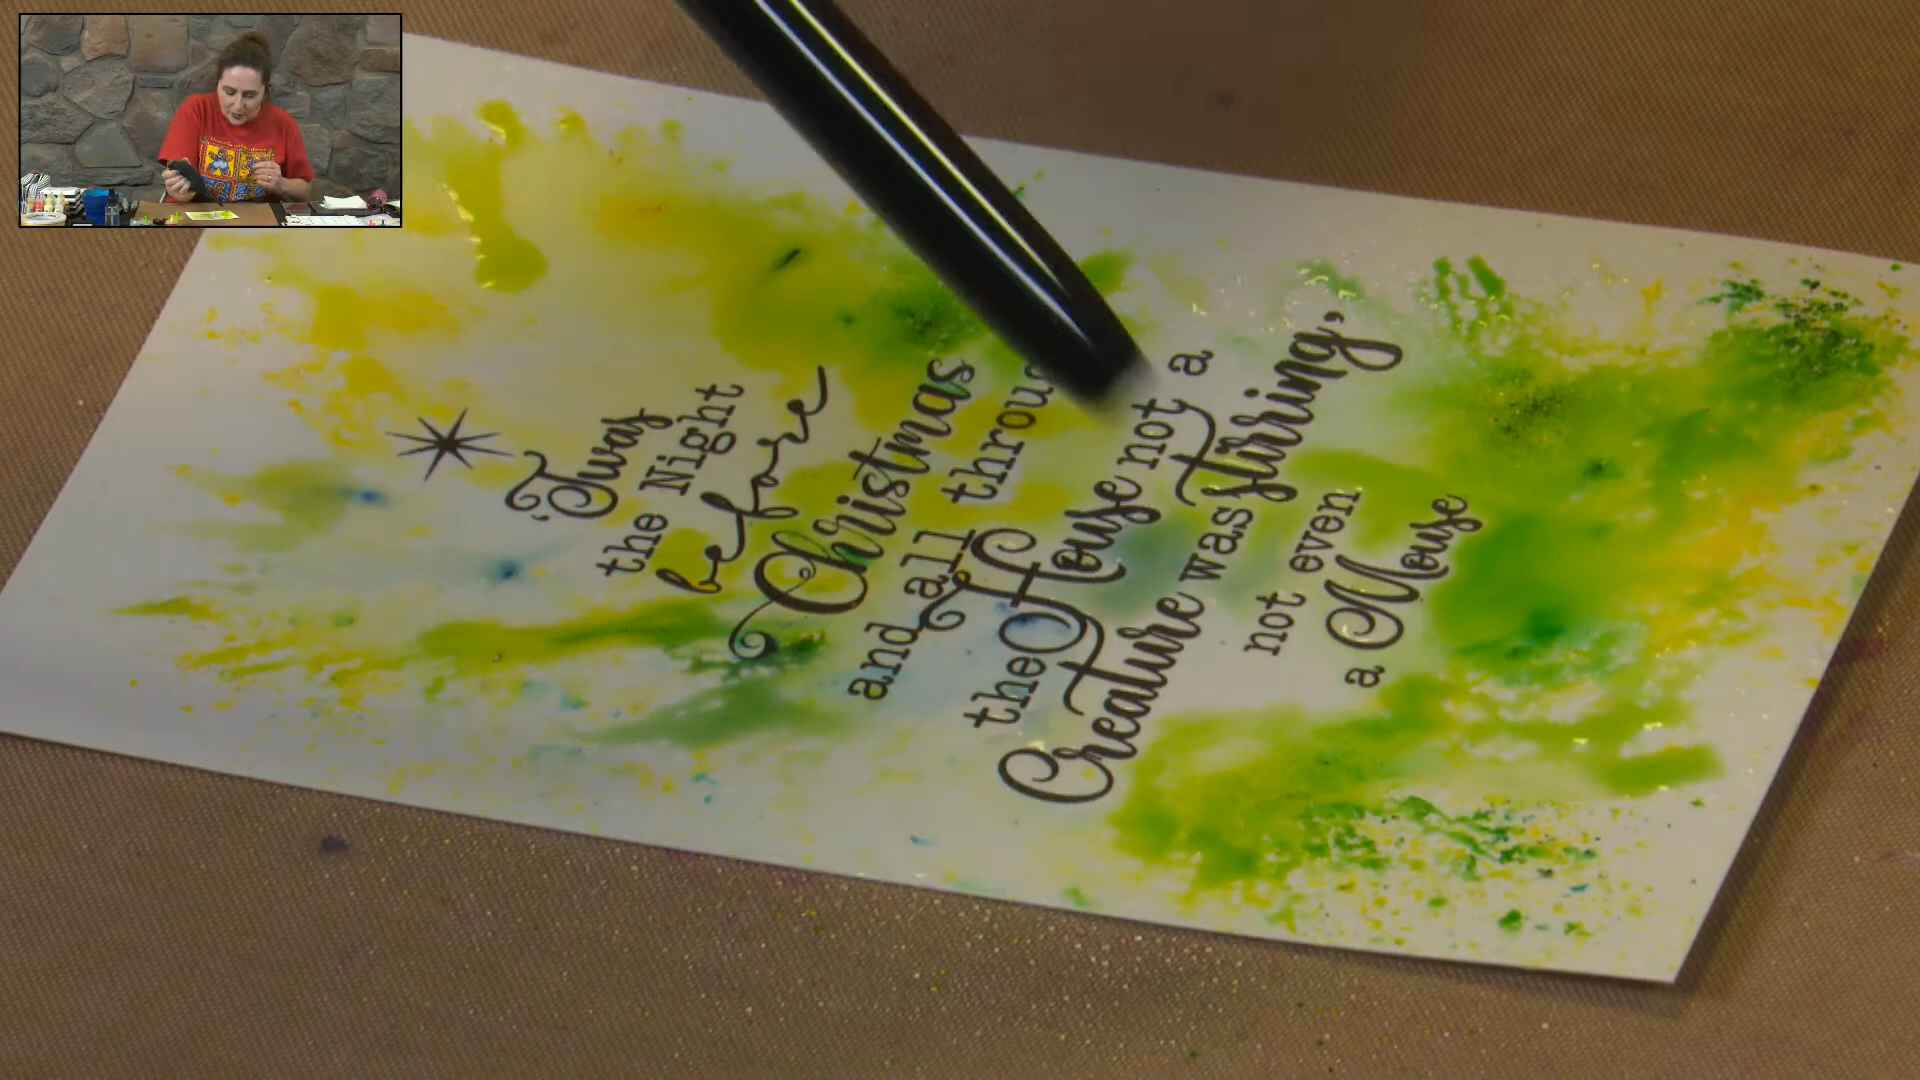 'Twas
the Night
before
Christmas
and all throu
the House not a
Creature was stirring,
not even
a Mouse